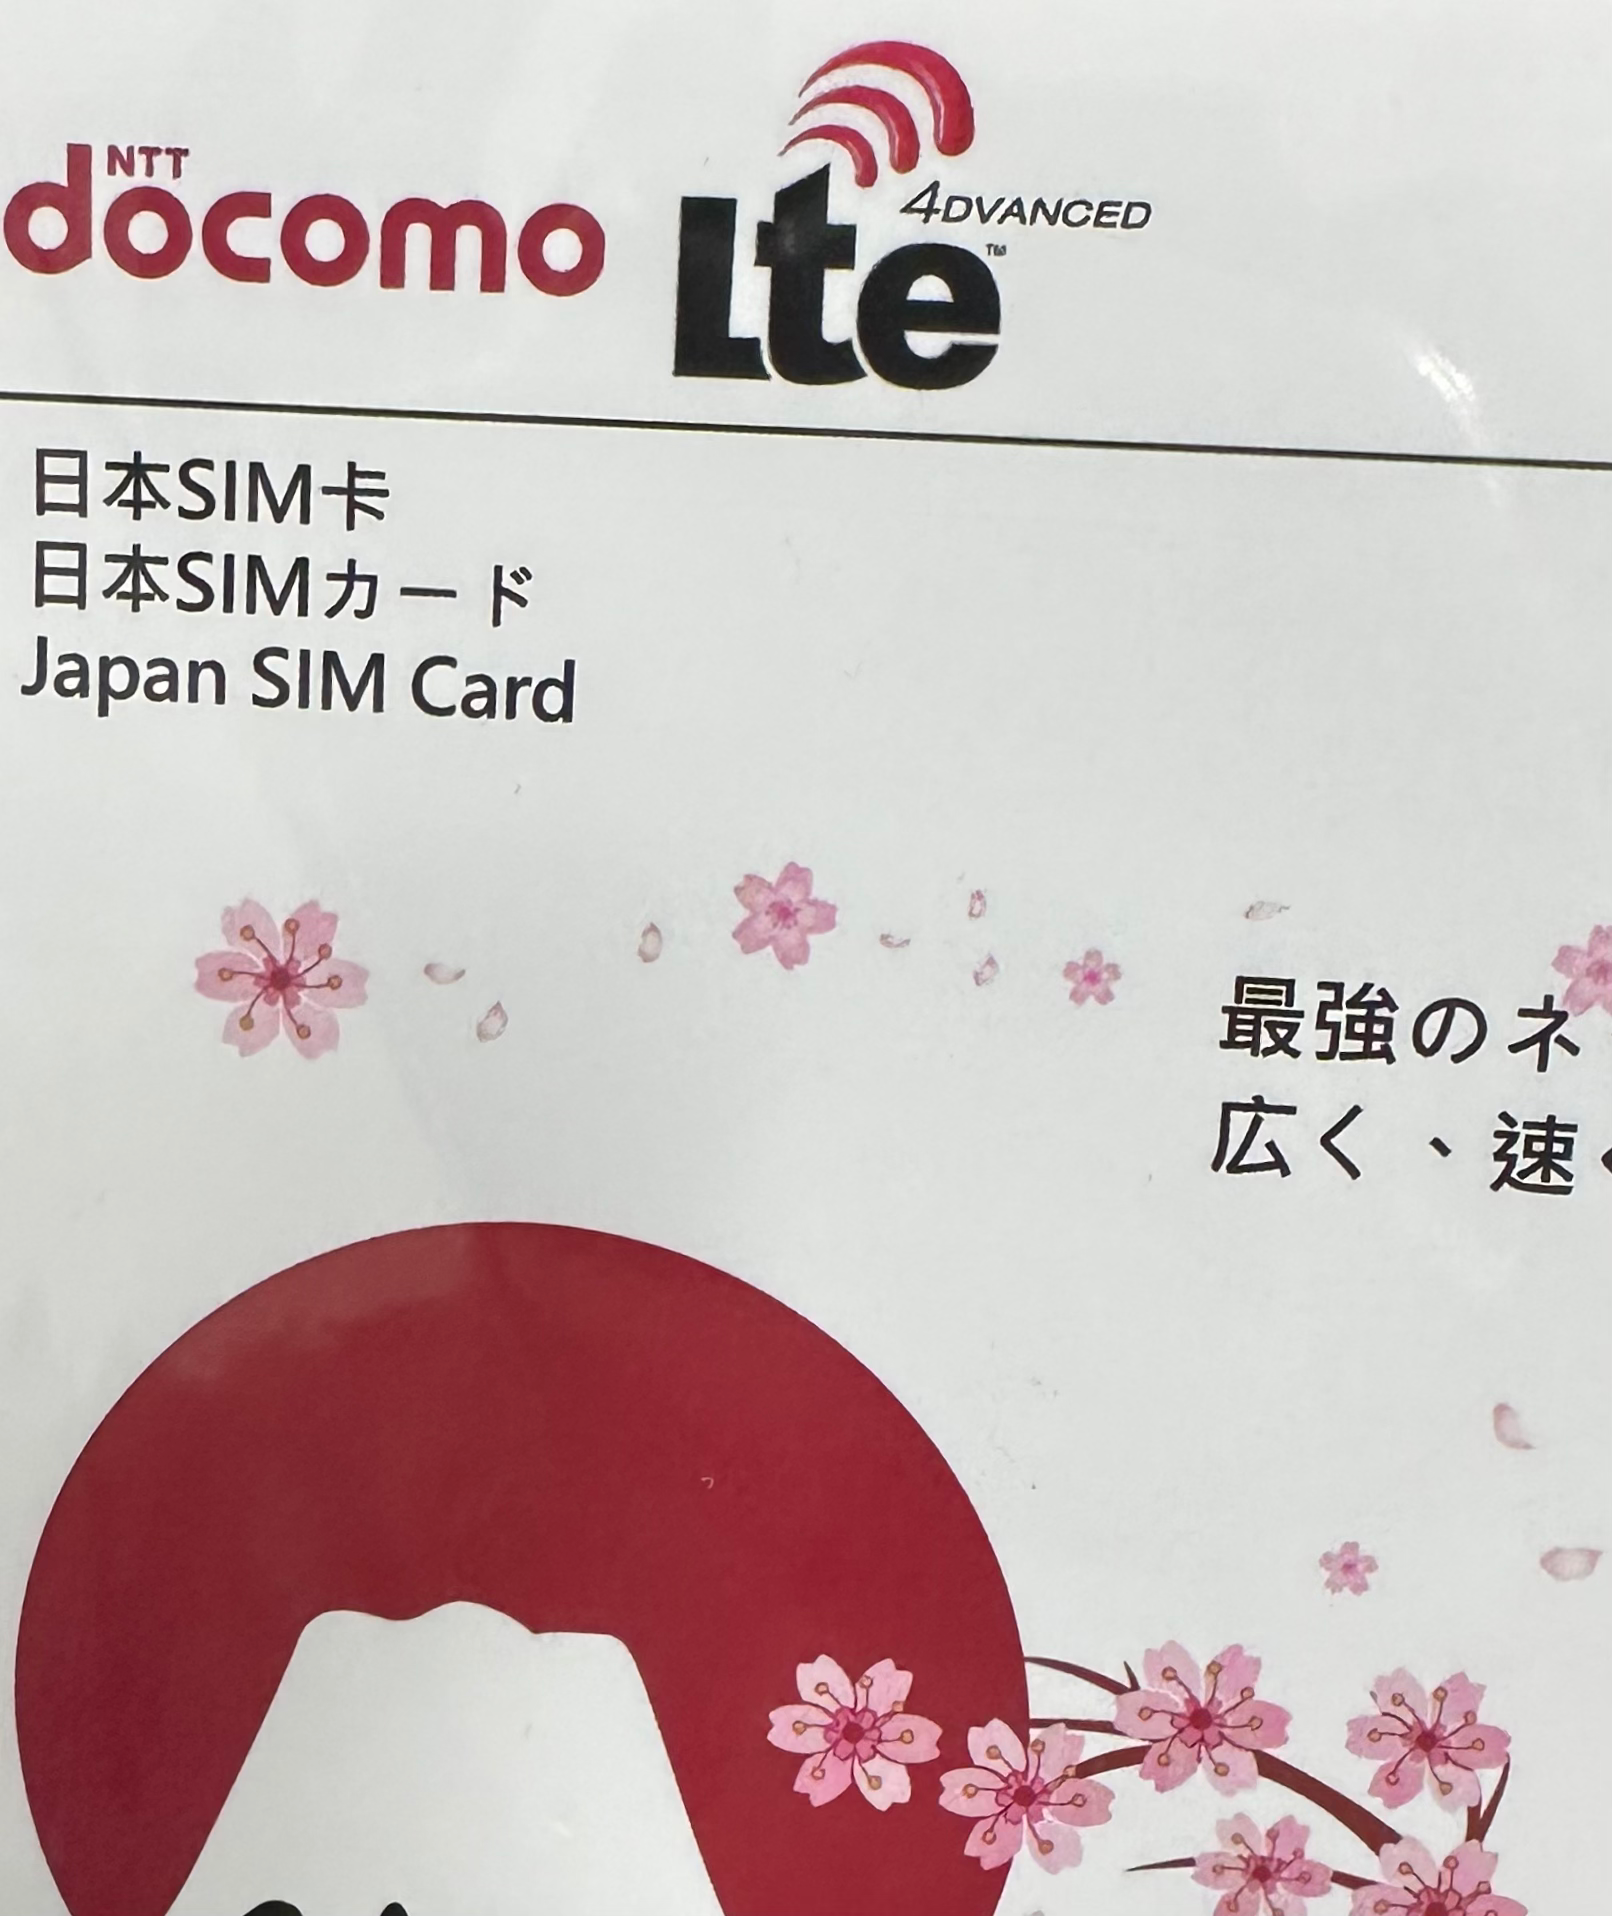 NTT
docomo
Lte
4DVANCED
TM
日本SIM卡
日本SIMカード
Japan SIM Card
最強のネ
広く、速